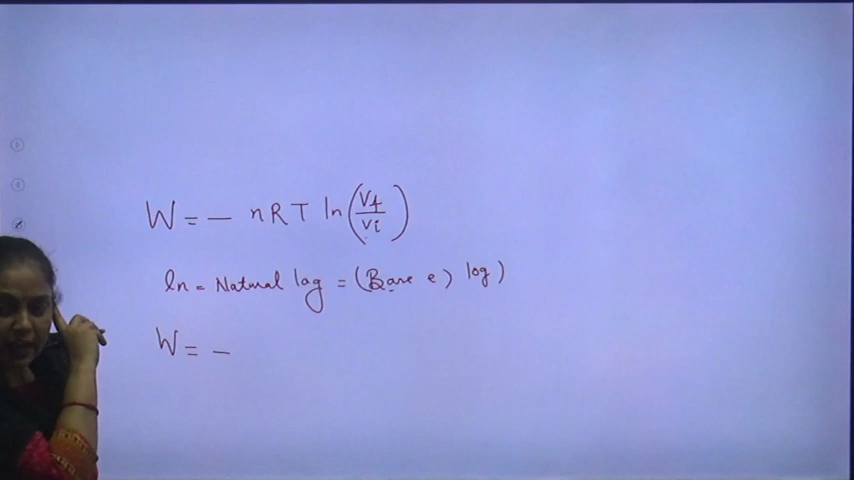 W = - nRT ln(Vf/Vi)
ln = Natural log = (Base e) log)
W = -